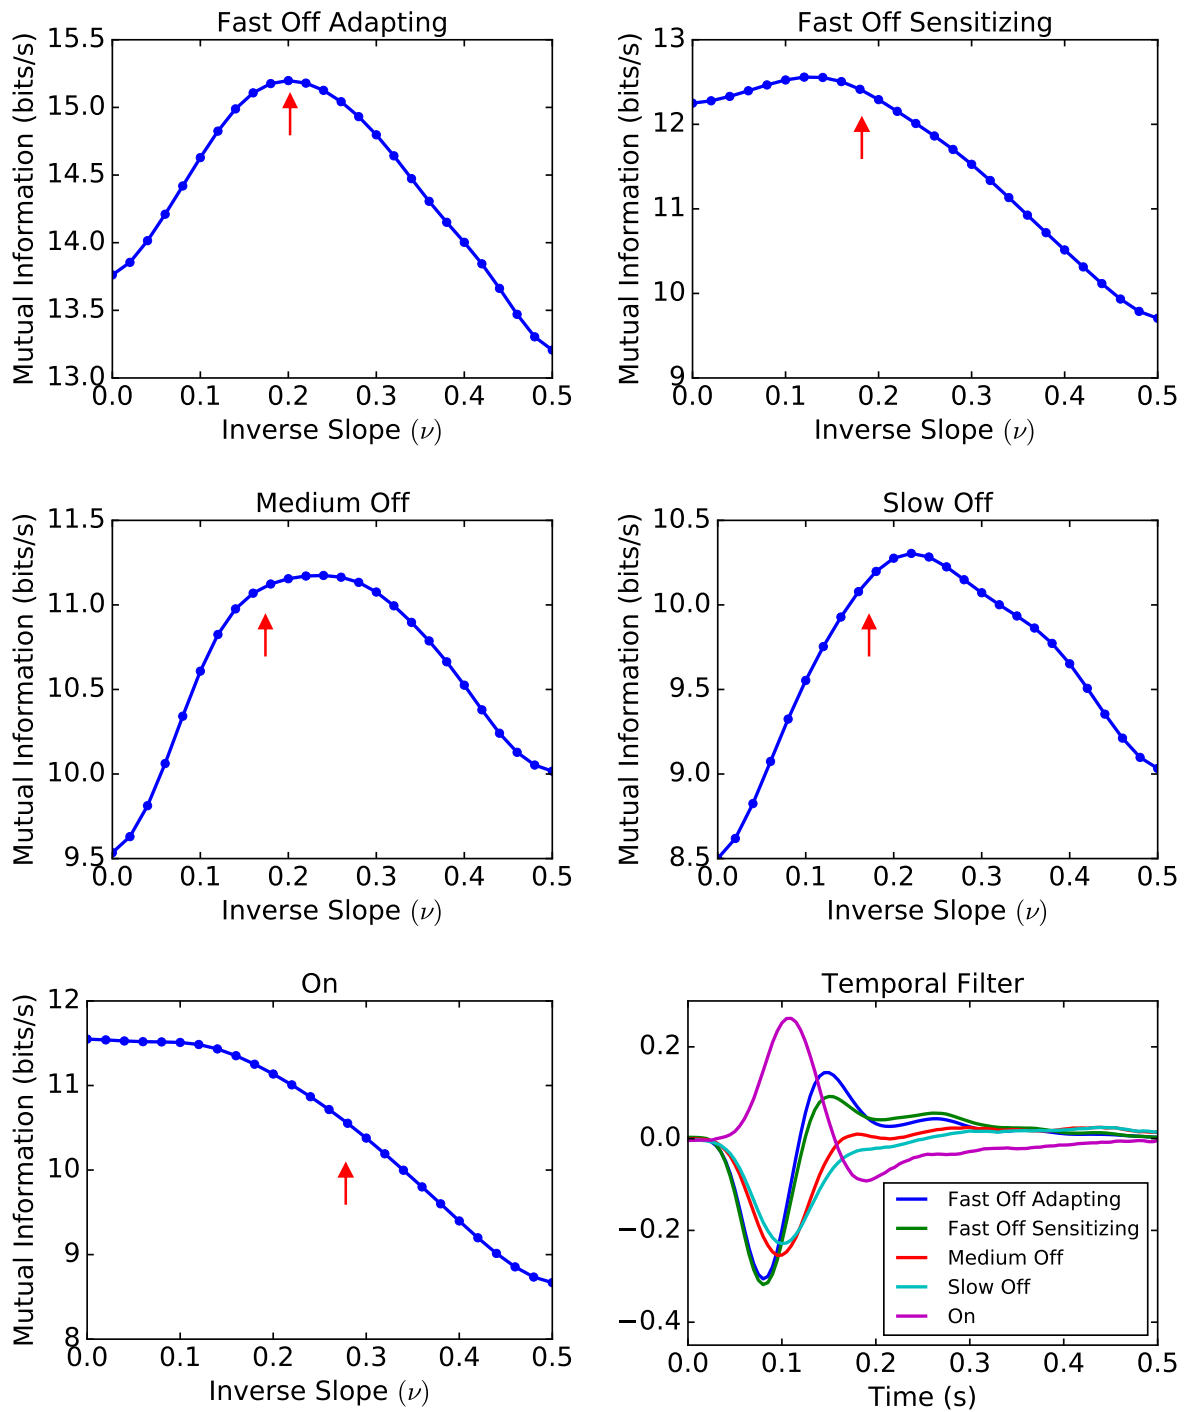 Fast Off Adapting
Mutual Information (bits/s)
15.5
15.0
14.5
14.0
13.5
13.0
0.0 0.1 0.2 0.3 0.4 0.5
Inverse Slope (ν)
Fast Off Sensitizing
Mutual Information (bits/s)
13
12
11
10
9
0.0 0.1 0.2 0.3 0.4 0.5
Inverse Slope (ν)
Medium Off
Mutual Information (bits/s)
11.5
11.0
10.5
10.0
9.5
0.0 0.1 0.2 0.3 0.4 0.5
Inverse Slope (ν)
Slow Off
Mutual Information (bits/s)
10.5
10.0
9.5
9.0
8.5
0.0 0.1 0.2 0.3 0.4 0.5
Inverse Slope (ν)
On
Mutual Information (bits/s)
12
11
10
9
8
0.0 0.1 0.2 0.3 0.4 0.5
Inverse Slope (ν)
Temporal Filter
0.2
0.0
−0.2
−0.4
Fast Off Adapting
Fast Off Sensitizing
Medium Off
Slow Off
On
0.0 0.1 0.2 0.3 0.4 0.5
Time (s)